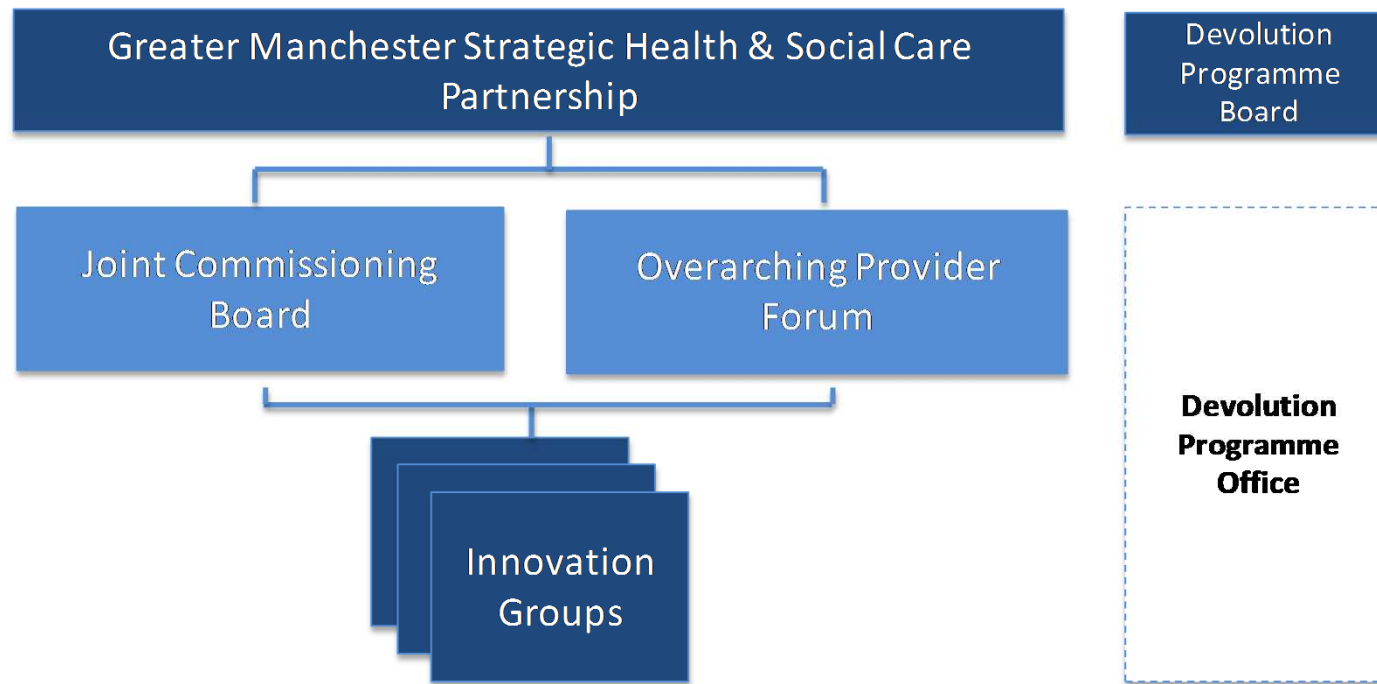 Greater Manchester Strategic Health & Social Care
Partnership
Devolution
Programme
Board
Joint Commissioning
Board
Overarching Provider
Forum
Devolution
Programme
Office
Innovation
Groups